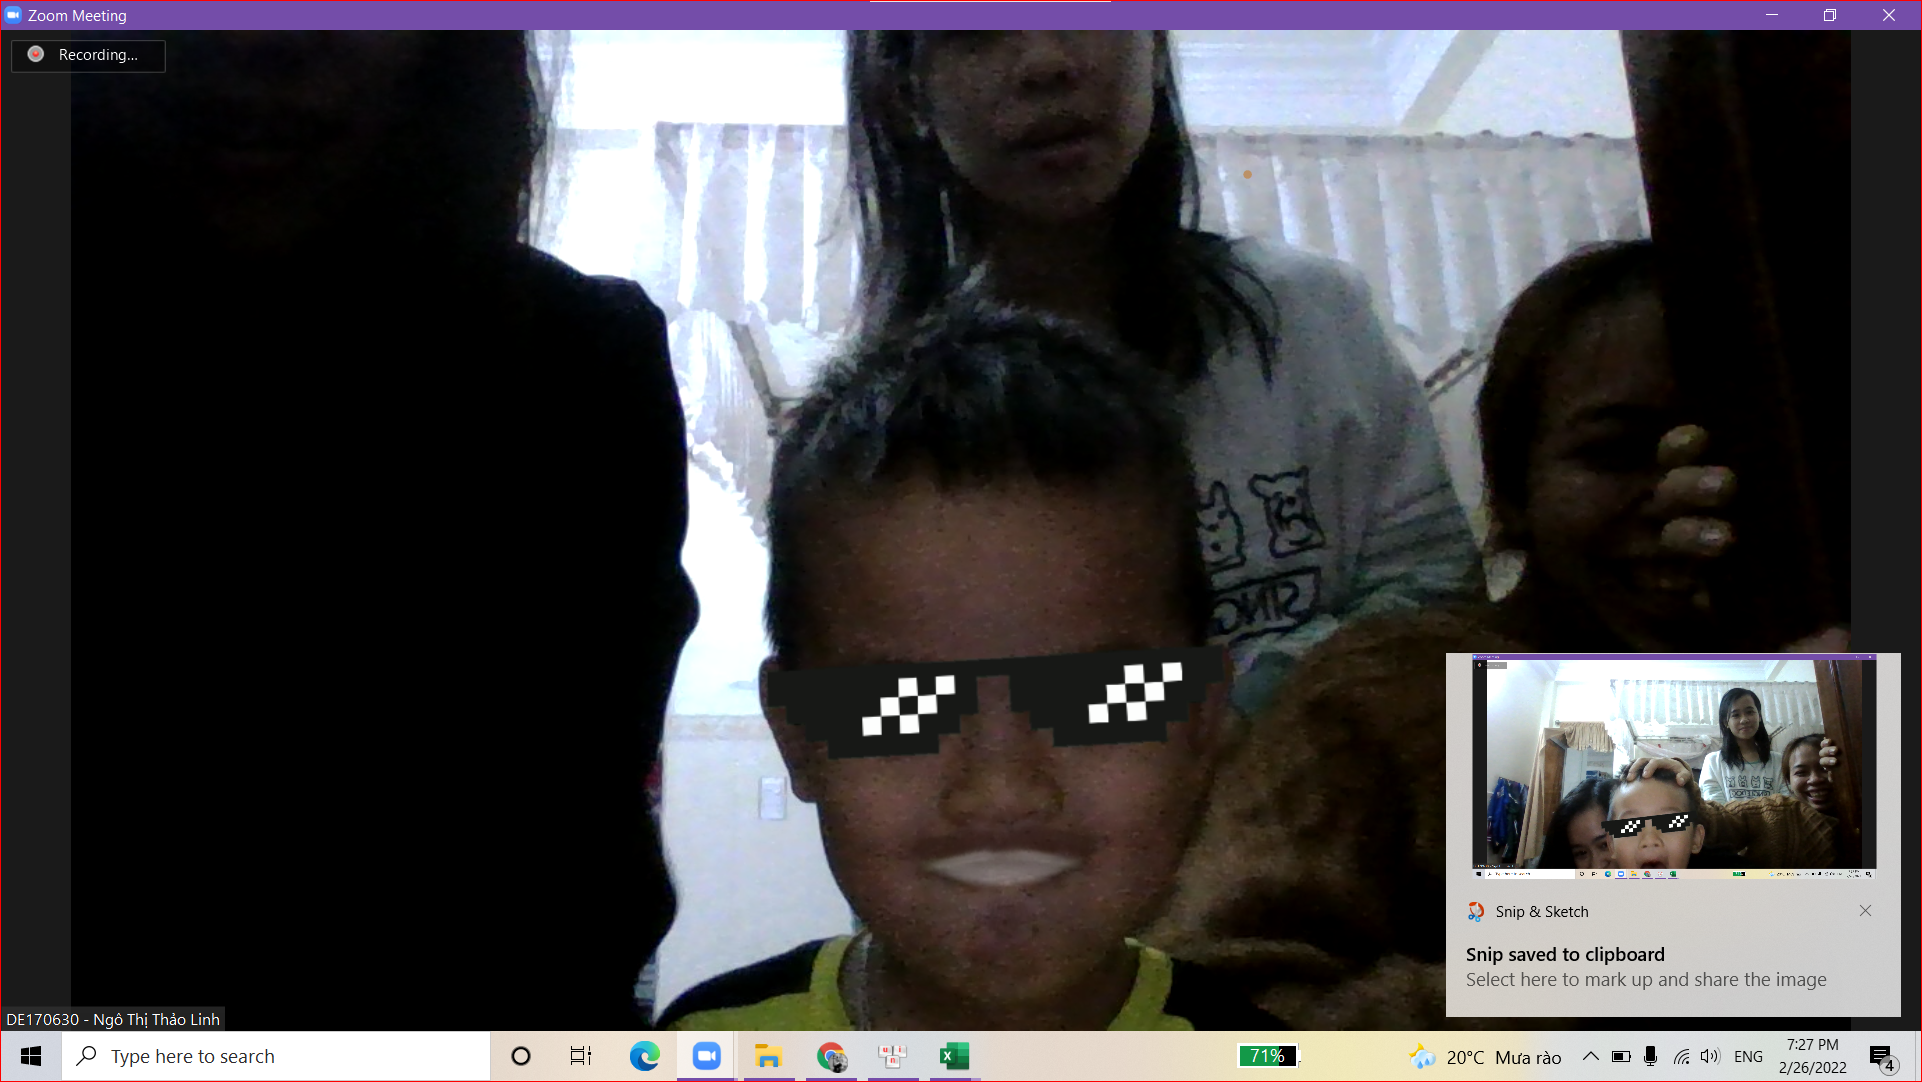 Zoom Meeting
Recording...
DE170630 - Ngô Thị Thảo Linh
Snip & Sketch
Snip saved to clipboard
Select here to mark up and share the image
Type here to search
71%
20°C Mưa rào
ENG
7:27 PM
2/26/2022
4